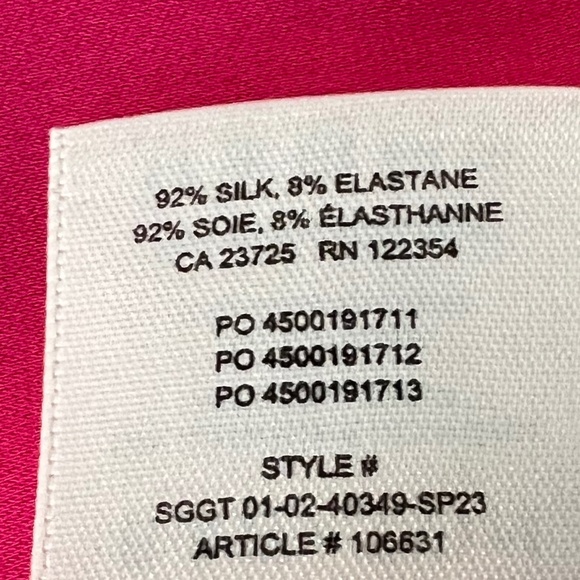 92% SILK, 8% ELASTANE
92% SOIE, 8% ÉLASTHANNE
CA 23725 RN 122354
PO 4500191711
PO 4500191712
PO 4500191713
STYLE #
SGGT 01-02-40349-SP23
ARTICLE # 106631